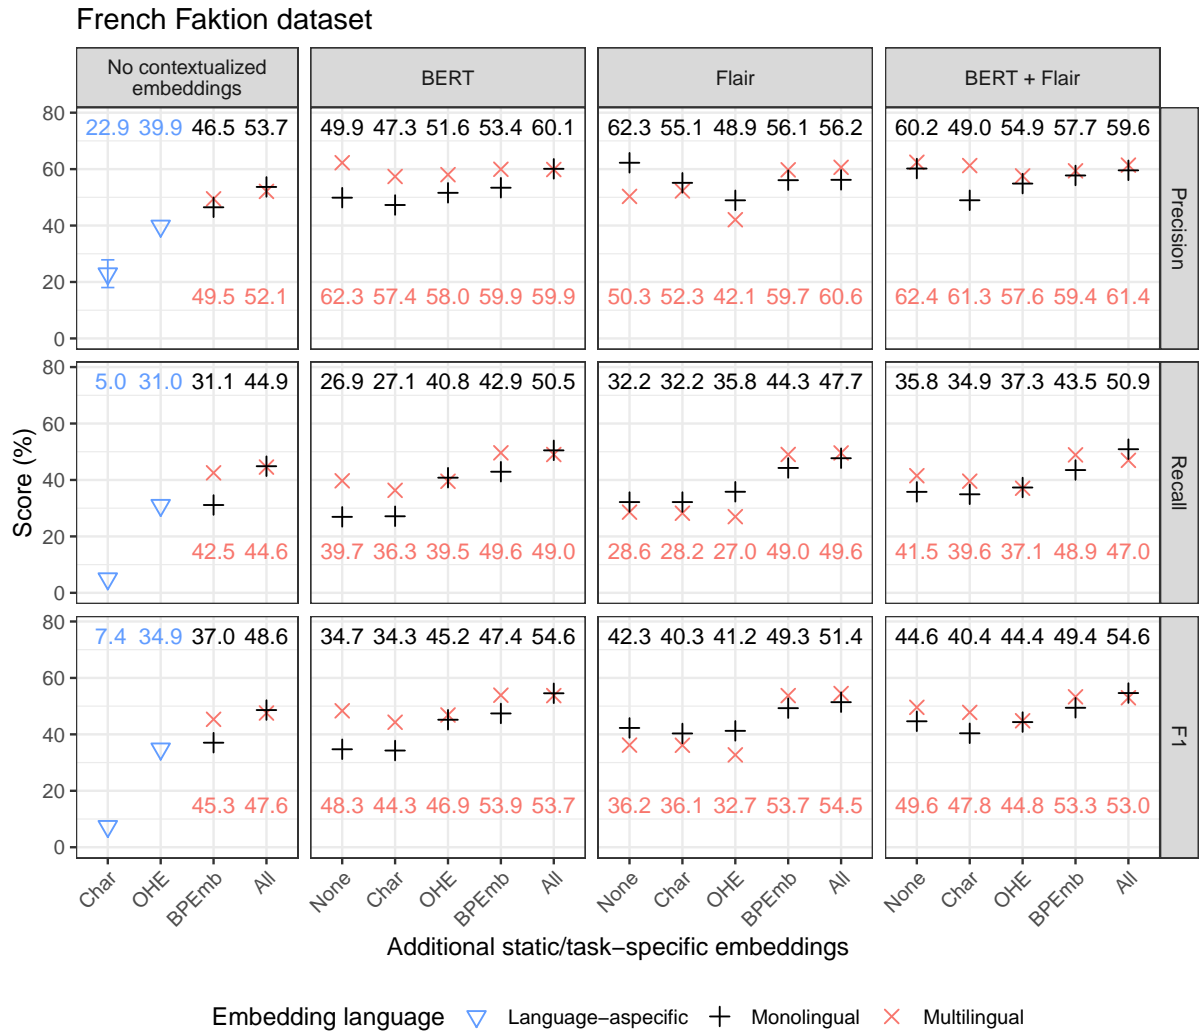 French Faktion dataset
No contextualized
embeddings
BERT
Flair
BERT + Flair
80
22.9 39.9 46.5 53.7
49.9 47.3 51.6 53.4 60.1
62.3 55.1 48.9 56.1 56.2
60.2 49.0 54.9 57.7 59.6
60
40
20
49.5 52.1
62.3 57.4 58.0 59.9 59.9
50.3 52.3 42.1 59.7 60.6
62.4 61.3 57.6 59.4 61.4
0
Precision
80
5.0 31.0 31.1 44.9
26.9 27.1 40.8 42.9 50.5
32.2 32.2 35.8 44.3 47.7
35.8 34.9 37.3 43.5 50.9
60
40
20
42.5 44.6
39.7 36.3 39.5 49.6 49.0
28.6 28.2 27.0 49.0 49.6
41.5 39.6 37.1 48.9 47.0
0
Recall
Score (%)
80
7.4 34.9 37.0 48.6
34.7 34.3 45.2 47.4 54.6
42.3 40.3 41.2 49.3 51.4
44.6 40.4 44.4 49.4 54.6
60
40
20
45.3 47.6
48.3 44.3 46.9 53.9 53.7
36.2 36.1 32.7 53.7 54.5
49.6 47.8 44.8 53.3 53.0
0
F1
Char OHE BPEmb All
None Char OHE BPEmb All
None Char OHE BPEmb All
None Char OHE BPEmb All
Additional static/task−specific embeddings
Embedding language Language−aspecific Monolingual Multilingual